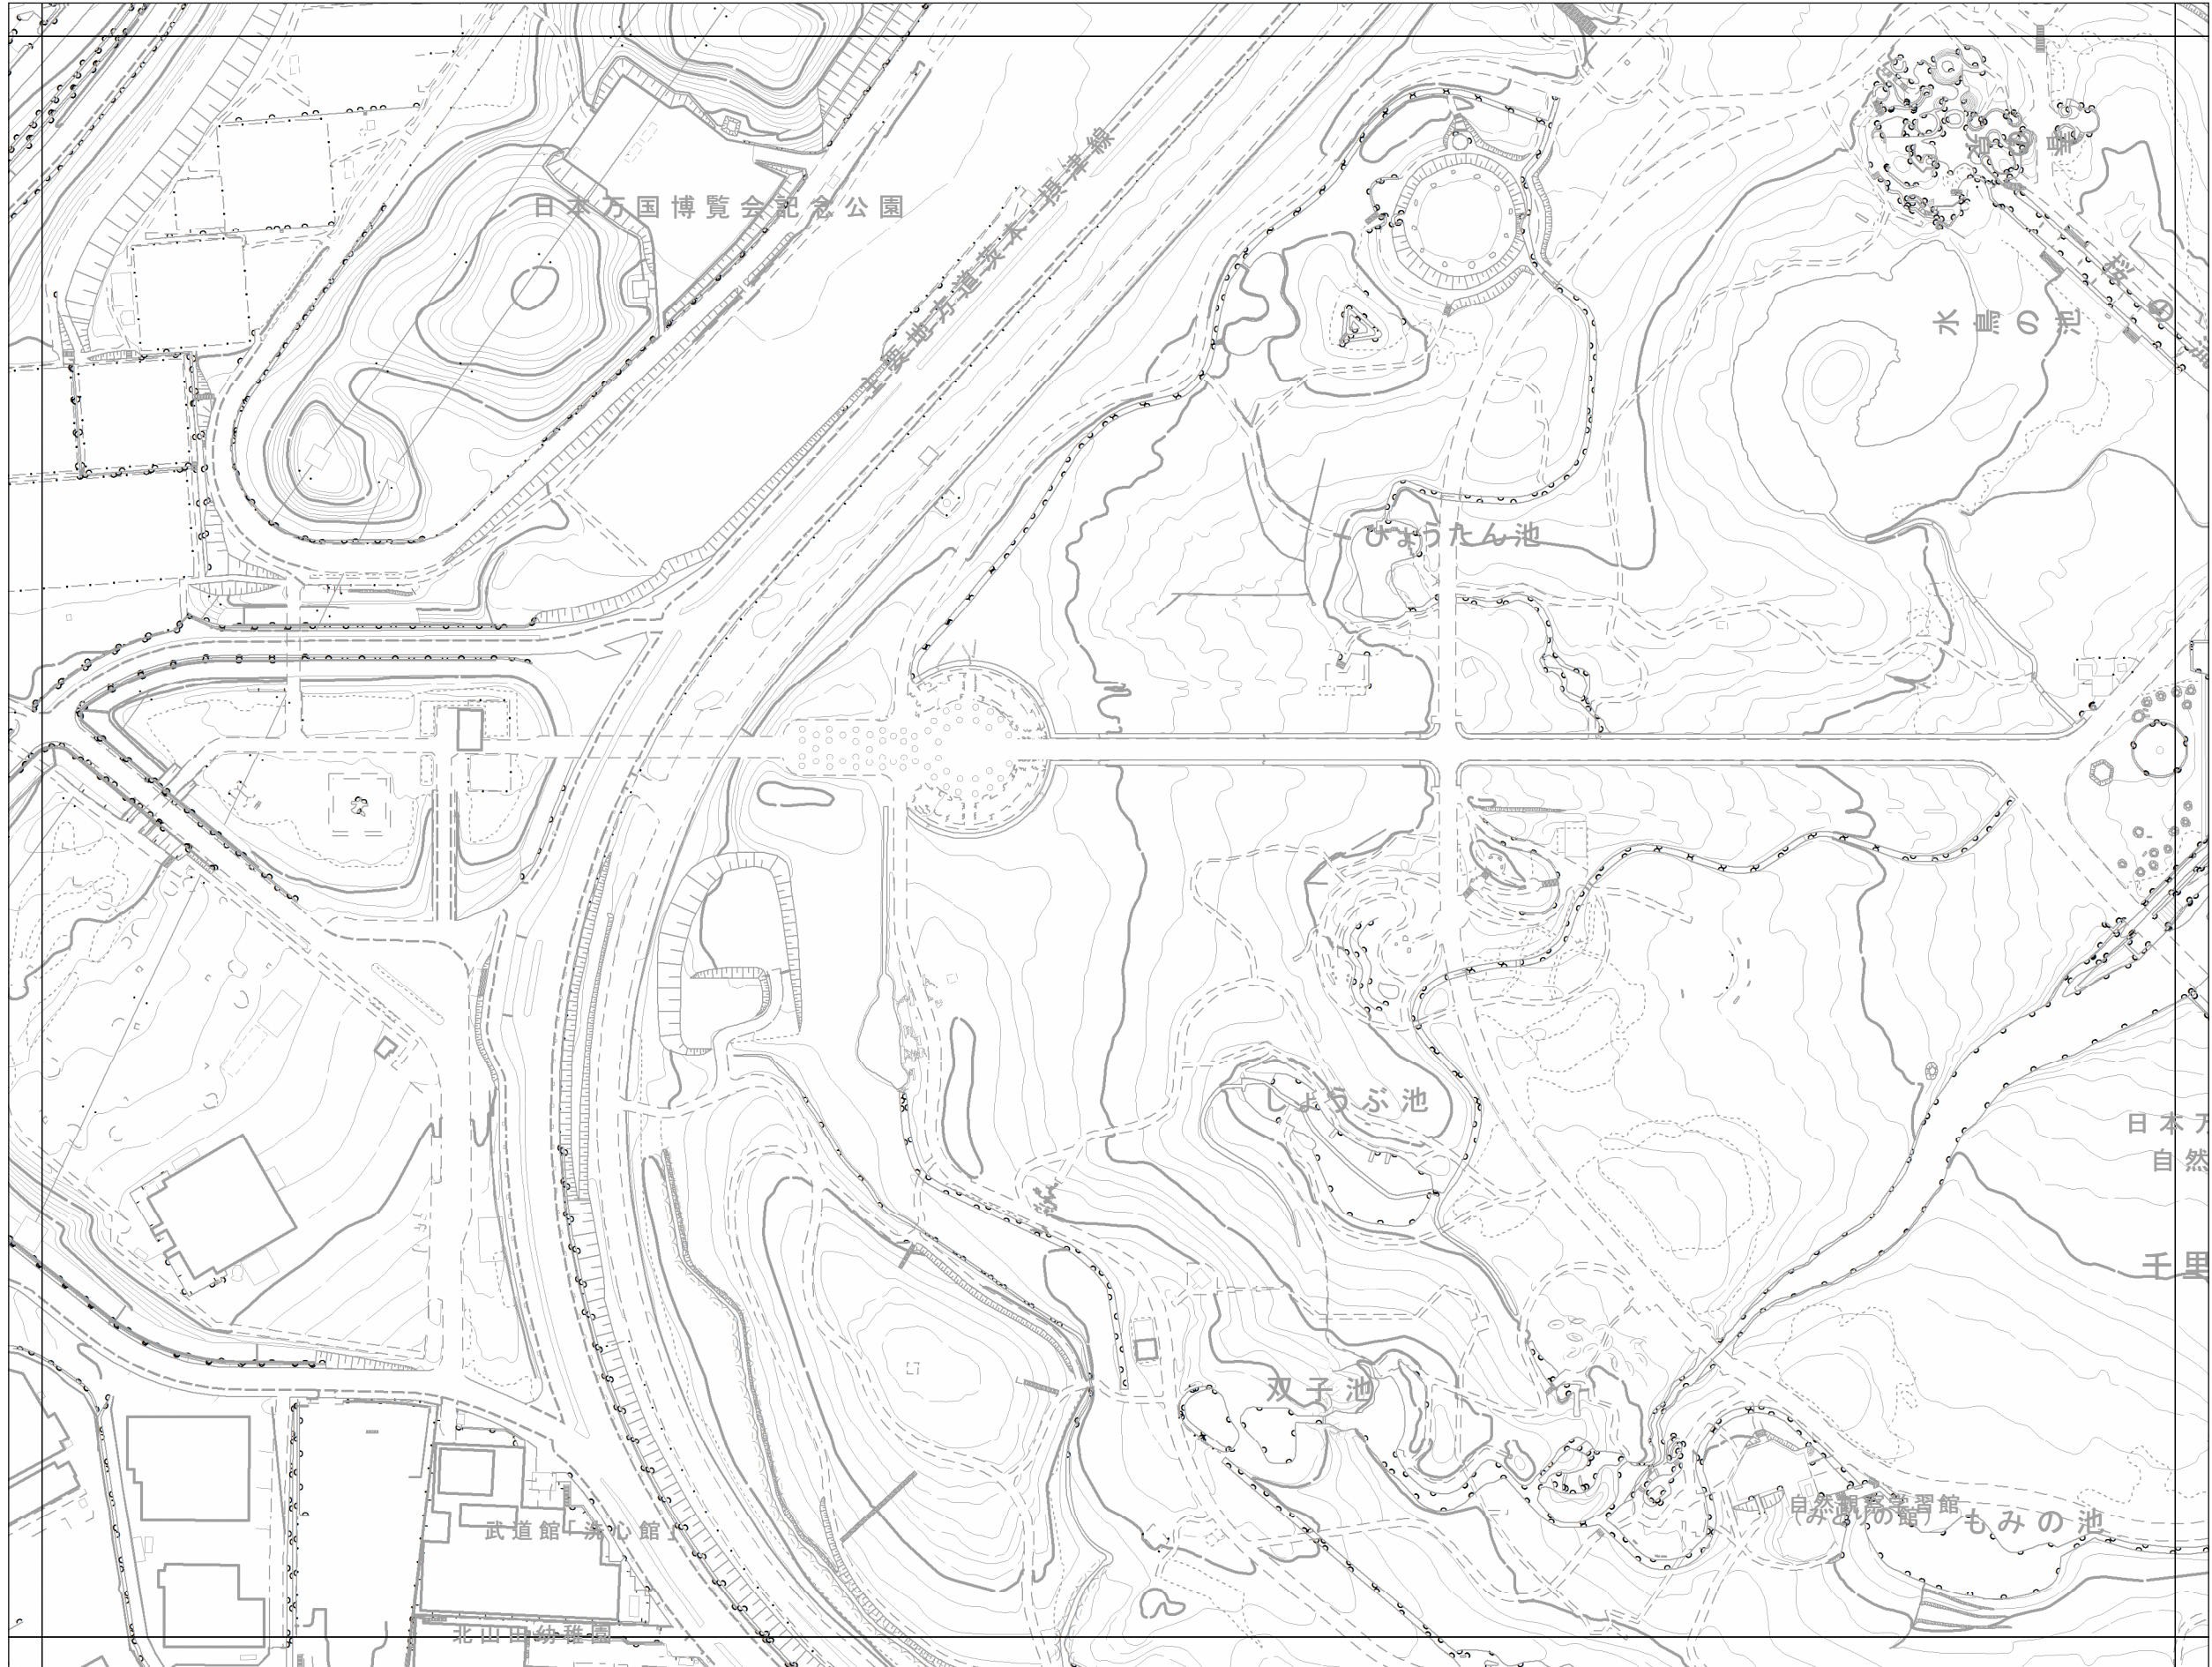 日本万国博覧会記念公園
主要地方道茨木・摂津線
水鳥の池
桜の
ひょうたん池
しょうぶ池
日本万
自然
千里
双子池
自然観察学習館
（みどりの館）
もみの池
武道館「洗心館」
北山田幼稚園